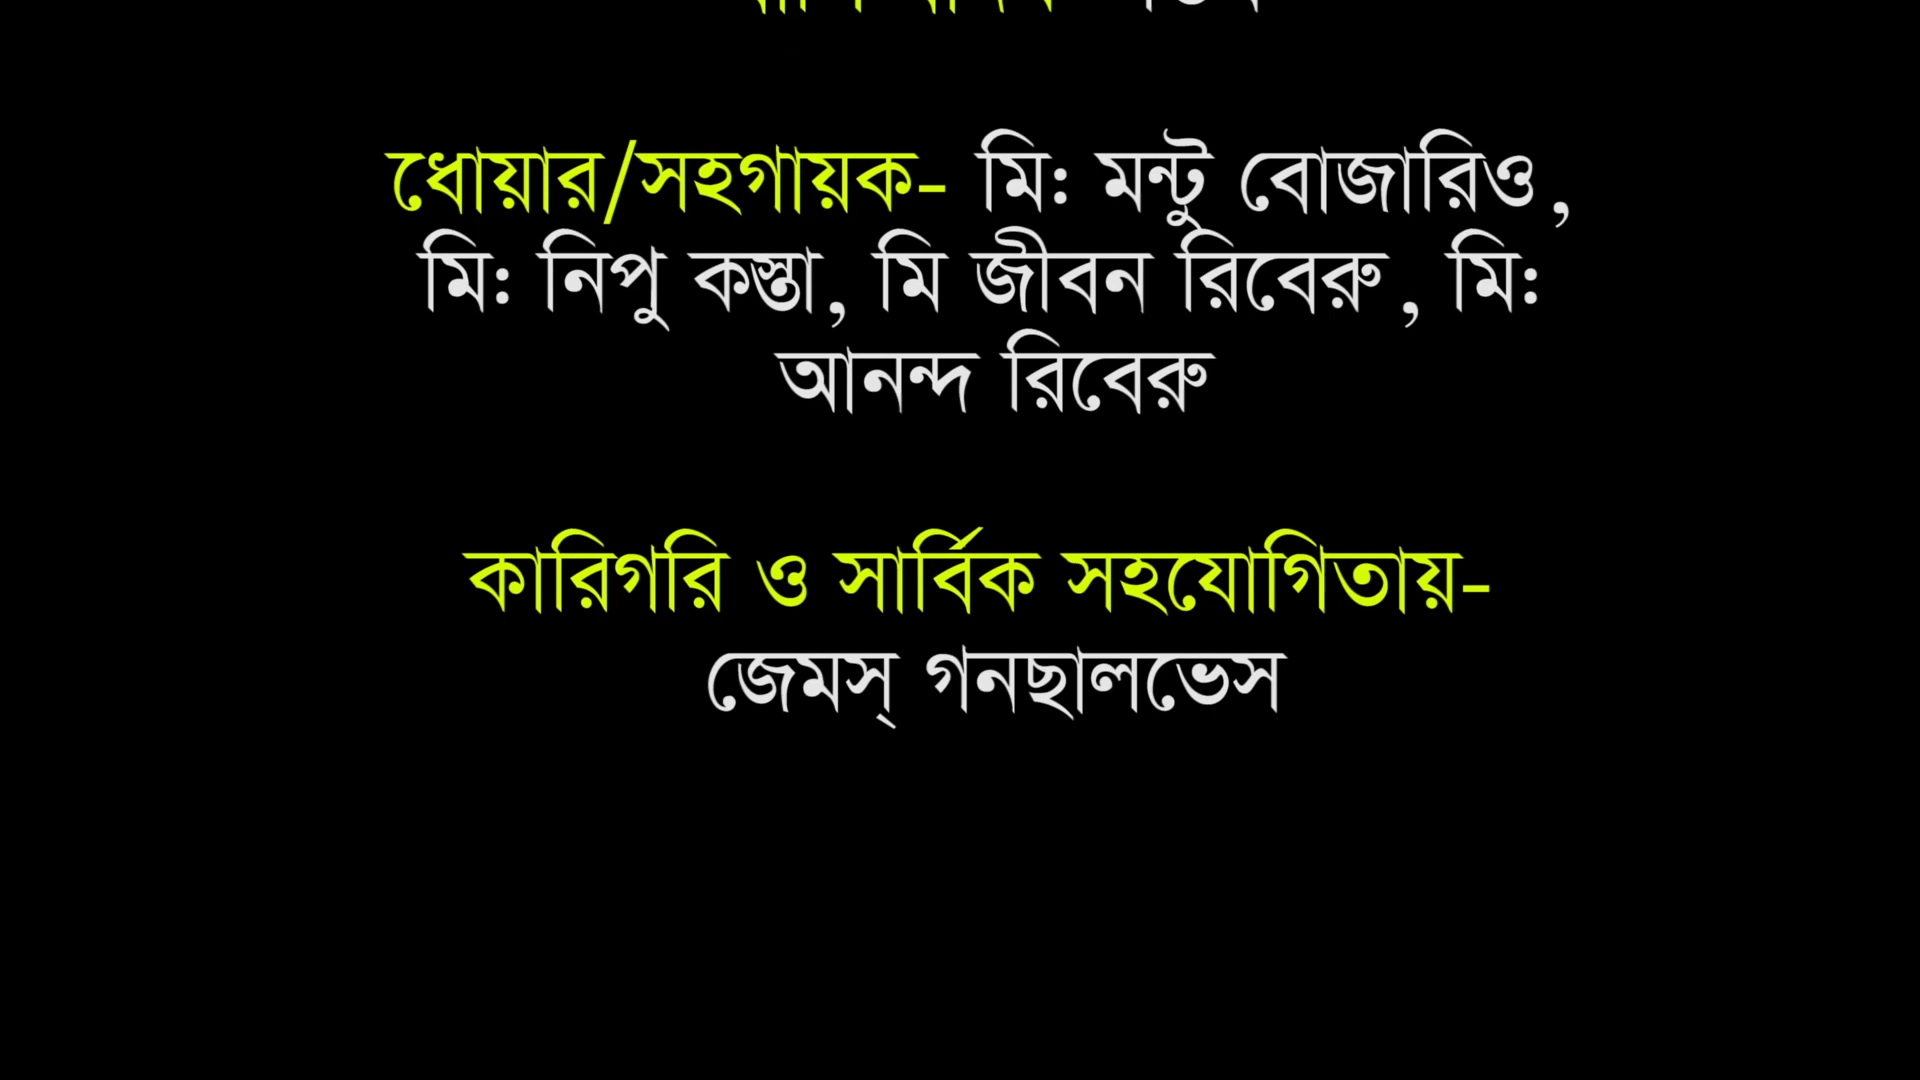 ধোয়ার/সহগায়ক- মিঃ মন্টু বোজারিও,
মিঃ নিপু কস্তা, মি জীবন রিবেরু, মিঃ
আনন্দ রিবেরু
কারিগরি ও সার্বিক সহযোগিতায়-
জেমস্ গনছালভেস